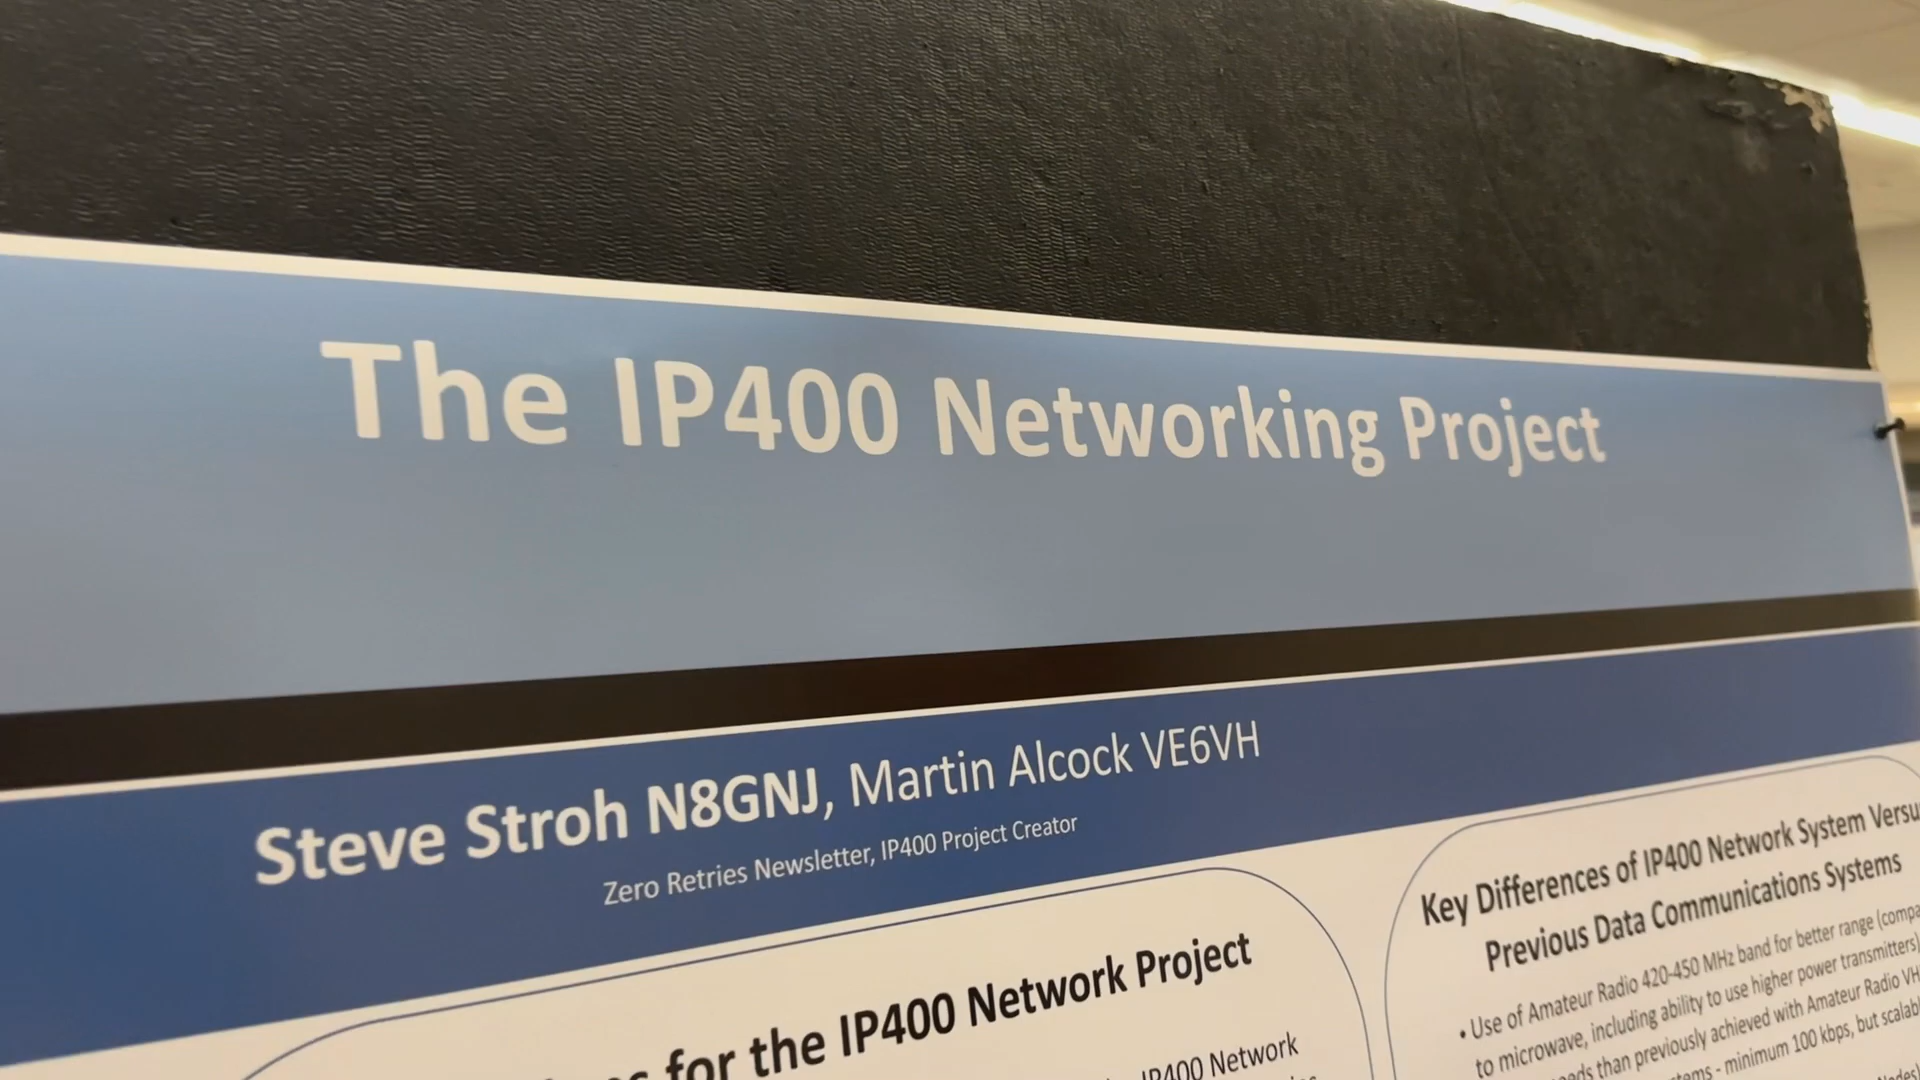 The IP400 Networking Project
Steve Stroh N8GNJ, Martin Alcock VE6VH
Zero Retries Newsletter, IP400 Project Creator
for the IP400 Network Project
IP400 Network
Key Differences of IP400 Network System
Previous Data Communications Systems
• Use of Amateur Radio 420-450 MHz band for better range
to microwave, including ability to use higher power transmitters)
than previously achieved with Amateur Radio
- minimum 100 kbps, but